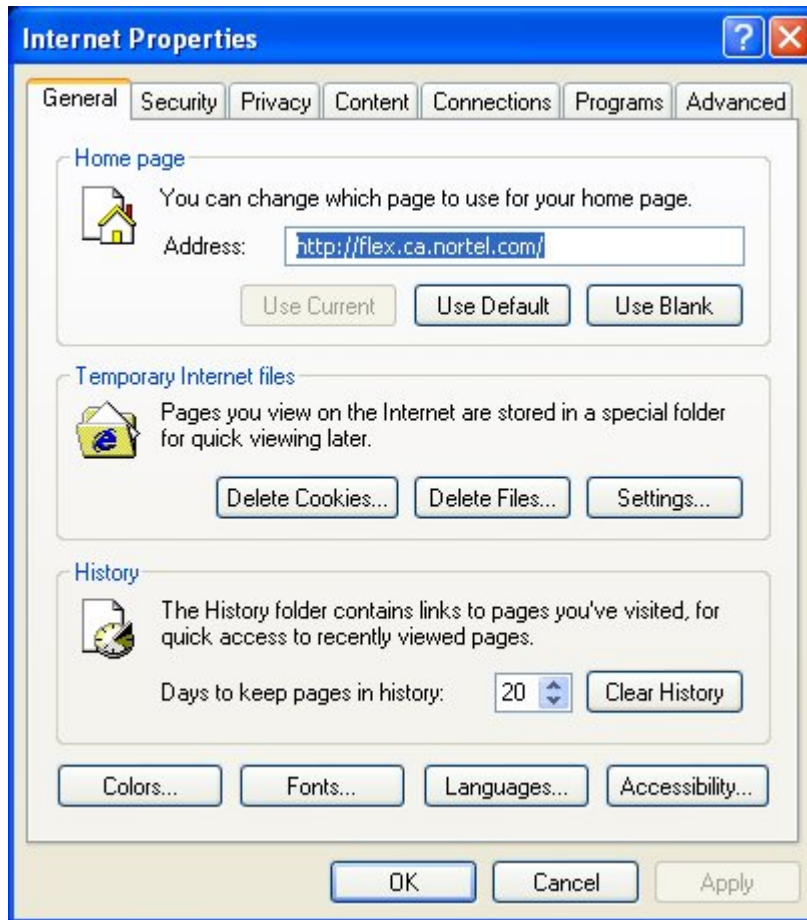 Internet Properties
General Security Privacy Content Connections Programs Advanced
Home page
You can change which page to use for your home page.
Address: http://flex.ca.nortel.com/
Use Current Use Default Use Blank
Temporary Internet files
Pages you view on the Internet are stored in a special folder
for quick viewing later.
Delete Cookies... Delete Files... Settings...
History
The History folder contains links to pages you've visited, for
quick access to recently viewed pages.
Days to keep pages in history: 20 Clear History
Colors... Fonts... Languages... Accessibility...
OK Cancel Apply